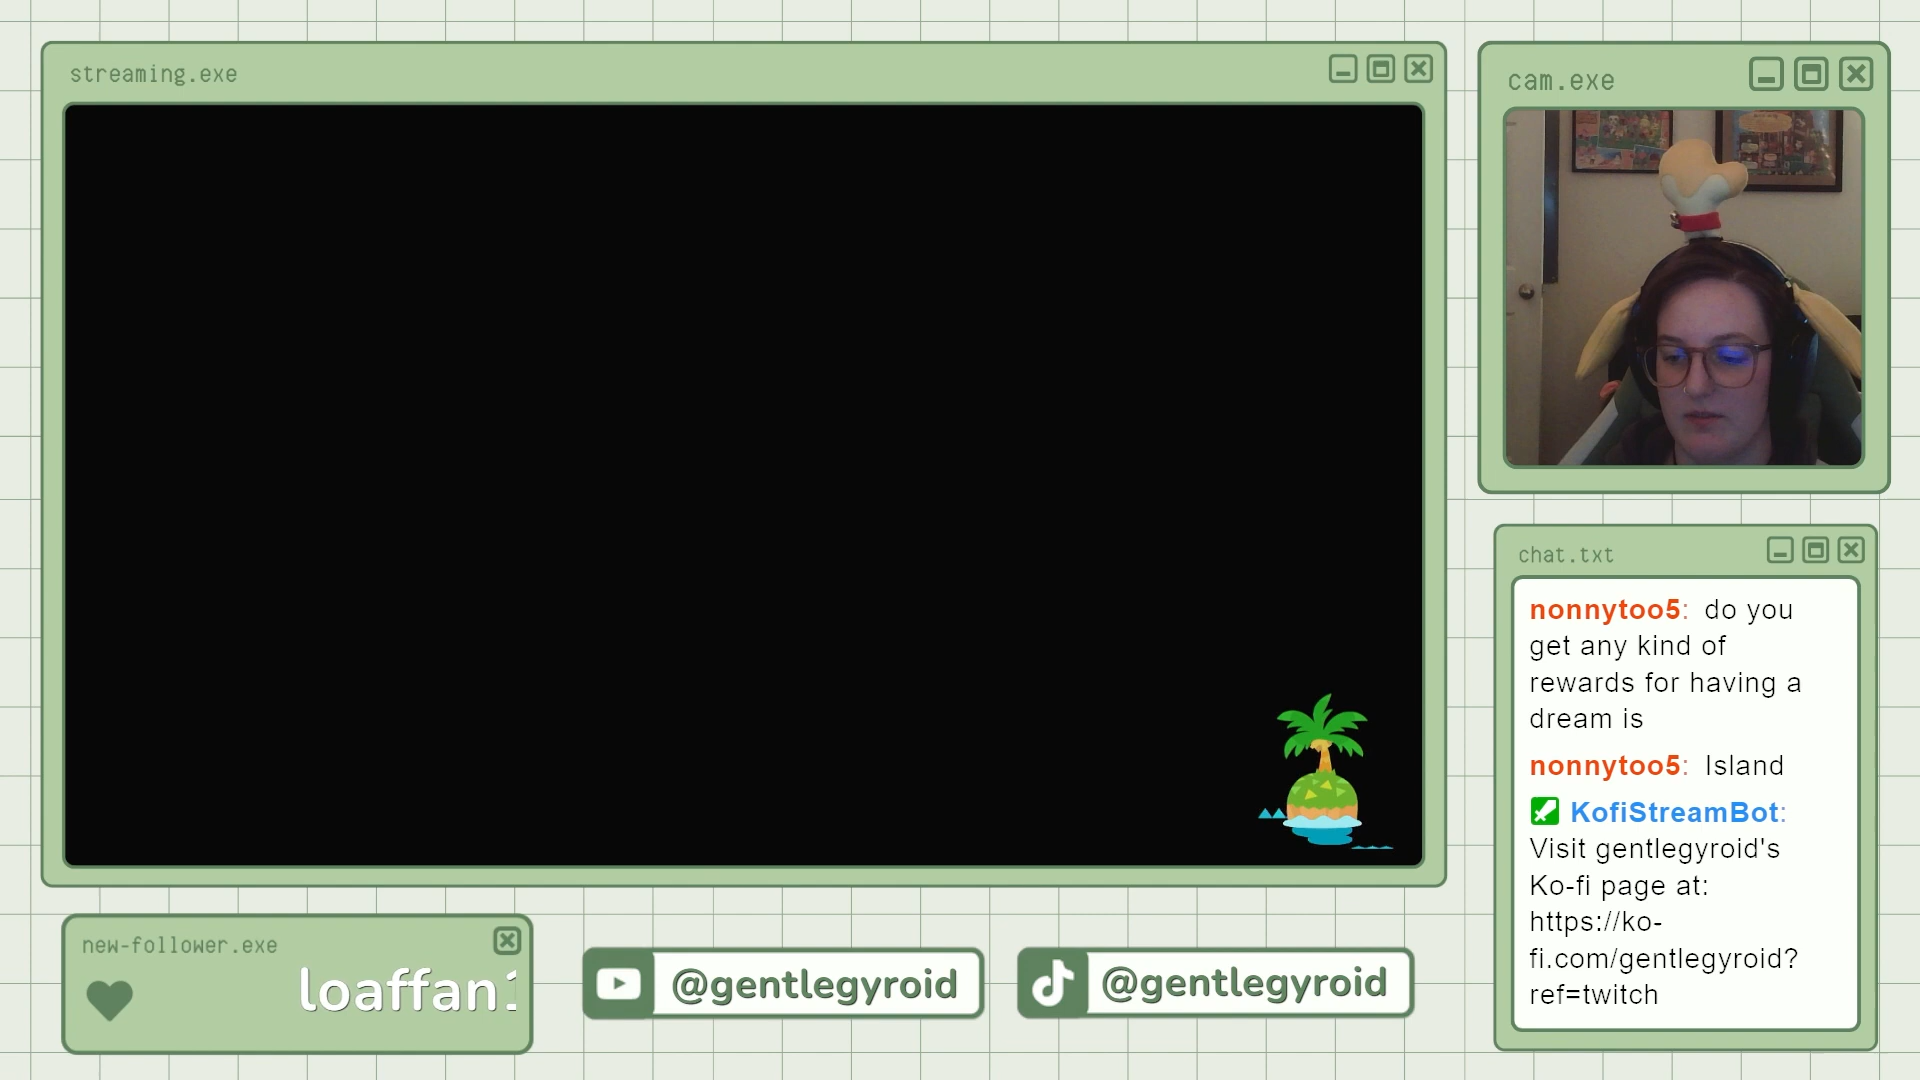 streaming.exe
cam.exe
chat.txt
nonnytoo5: do you
get any kind of
rewards for having a
dream is
nonnytoo5: Island
KofiStreamBot:
Visit gentlegyroid's
Ko-fi page at:
https://ko-
fi.com/gentlegyroid?
ref=twitch
new-follower.exe
loaffan1
@gentlegyroid
@gentlegyroid